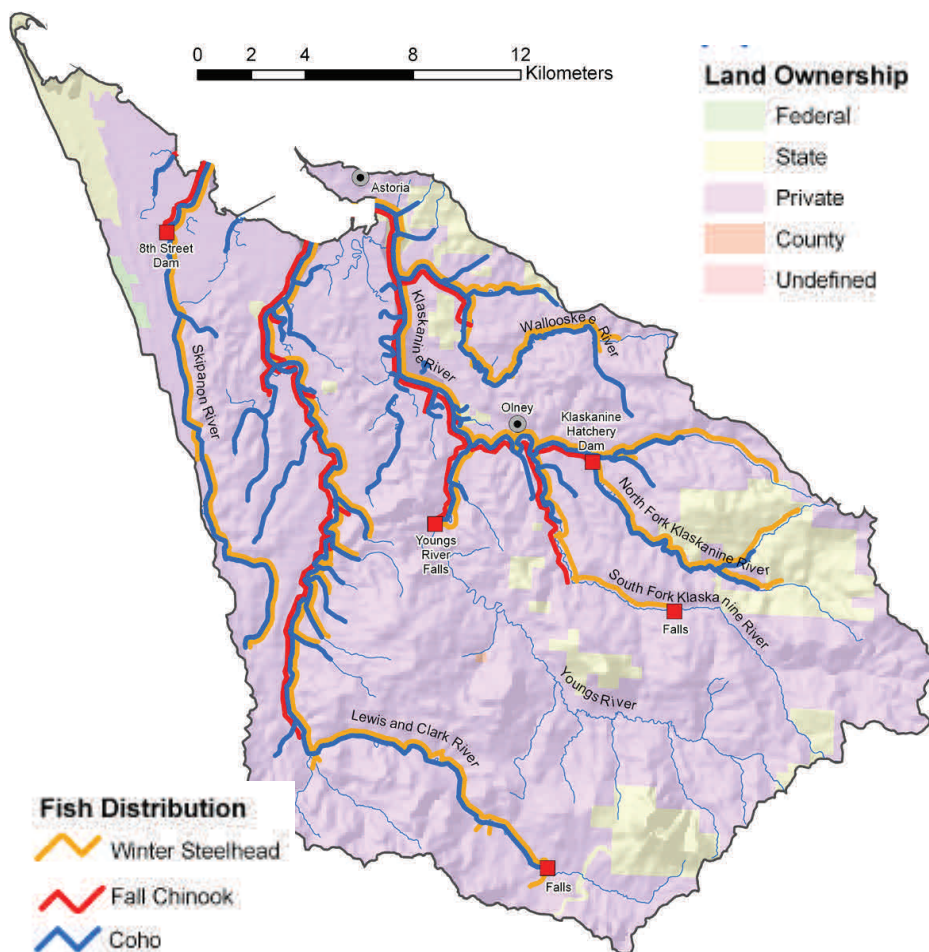 0 2 4 8 12
Kilometers
Land Ownership
Federal
State
Private
County
Undefined
Astoria
8th Street
Dam
Skipanon River
Klaskanine River
Wallooskee River
Olney
Klaskanine
Hatchery
Dam
North Fork Klaskanine River
Youngs
River
Falls
South Fork Klaskanine River
Falls
Youngs River
Lewis and Clark River
Falls
Fish Distribution
Winter Steelhead
Fall Chinook
Coho